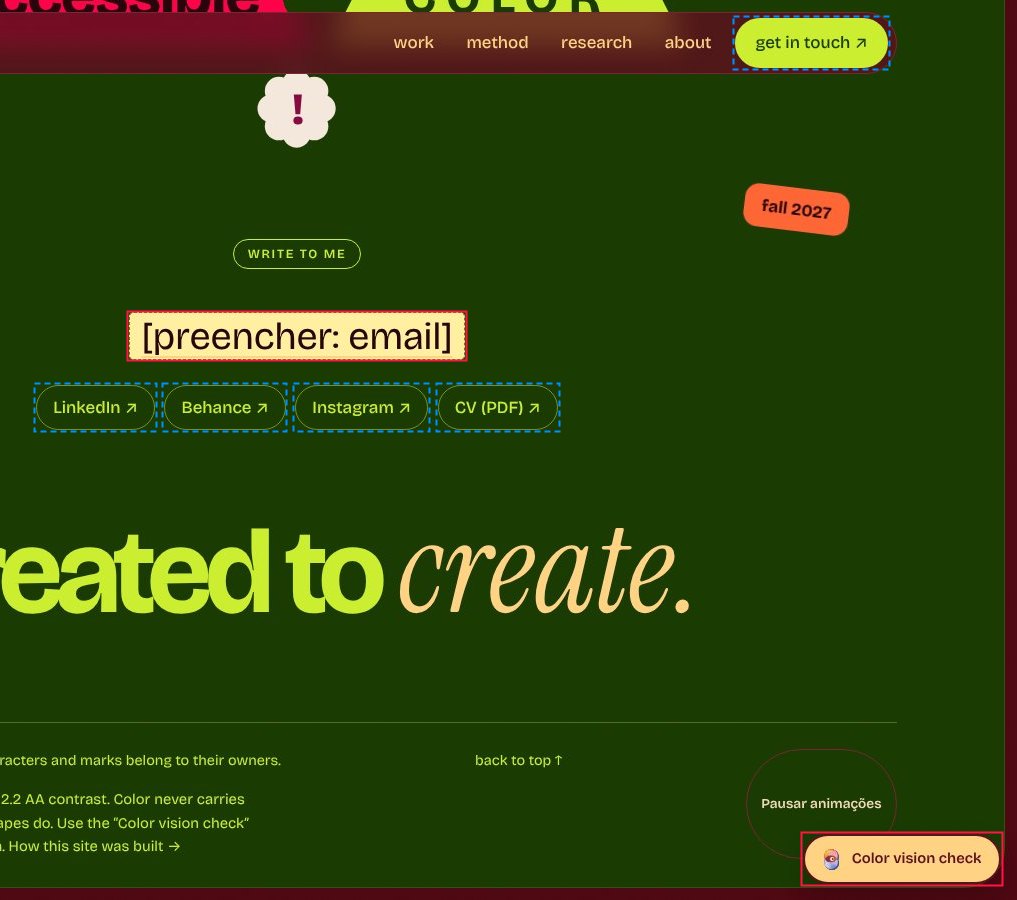 work method research about get in touch ↗
!
fall 2027
WRITE TO ME
[preencher: email]
LinkedIn ↗ Behance ↗ Instagram ↗ CV (PDF) ↗
reated to create.
racters and marks belong to their owners.
back to top ↑
2.2 AA contrast. Color never carries
apes do. Use the “Color vision check”
. How this site was built →
Pausar animações
Color vision check